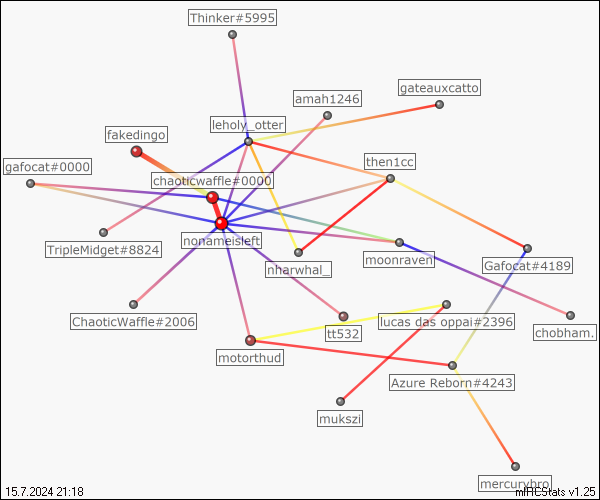 Thinker#5995
gateauxcatto
amah1246
leholy_otter
fakedingo
then1cc
gafocat#0000
chaoticwaffle#0000
nonameisleft
TripleMidget#8824
moonraven
Gafocat#4189
nharwhal_
ChaoticWaffle#2006
tt532
lucas das oppai#2396
chobham.
motorthud
Azure Reborn#4243
mukszi
mercurybro
15.7.2024 21:18
mIRCStats v1.25